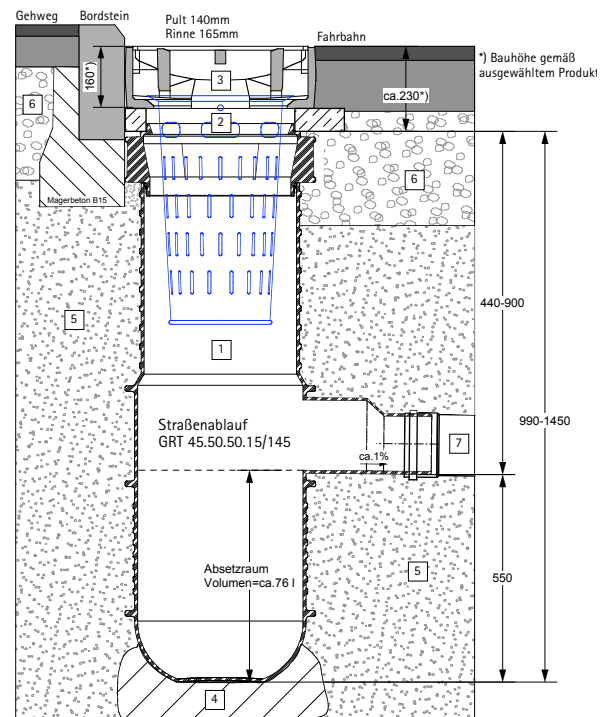 Gehweg
Bordstein
Pult 140mm
Rinne 165mm
Fahrbahn
*) Bauhöhe gemäß
ausgewähltem Produkt
160*)
3
ca.230*)
6
2
6
Magerbeton B15
5
440-900
1
Straßenablauf
GRT 45.50.50.15/145
990-1450
7
ca.1%
Absetzraum
Volumen=ca.76 l
5
550
4